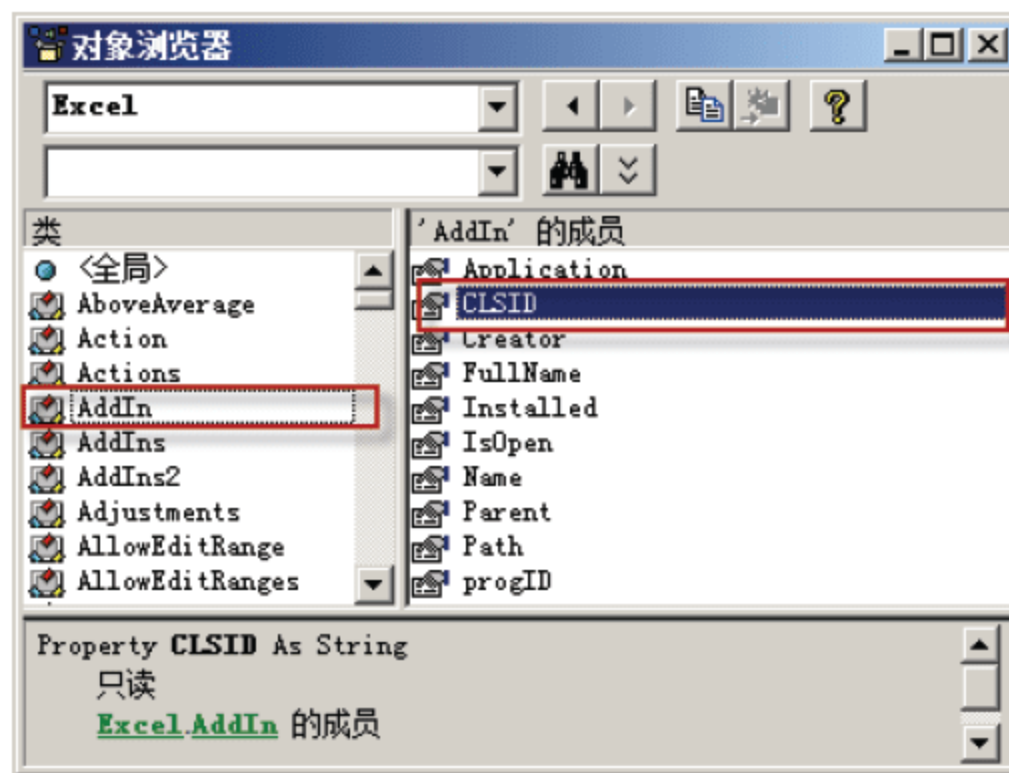 对象浏览器
Excel
类
'AddIn' 的成员
<全局>
AboveAverage
Action
Actions
AddIn
AddIns
AddIns2
Adjustments
AllowEditRange
AllowEditRanges
Application
CLSID
Creator
FullName
Installed
IsOpen
Name
Parent
Path
progID
Property CLSID As String
只读
Excel.AddIn 的成员